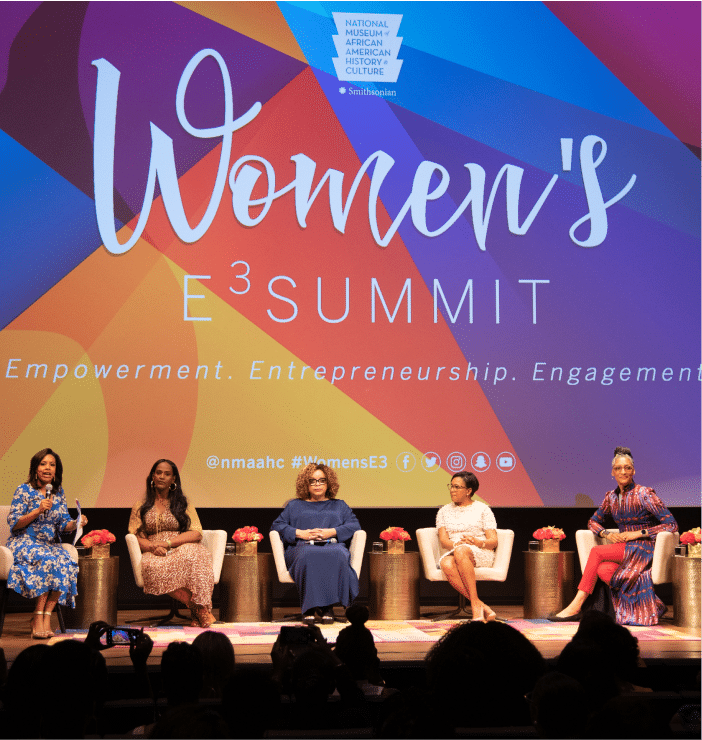 NATIONAL
MUSEUM of
AFRICAN
AMERICAN
HISTORY &
CULTURE
Smithsonian
Women's
E³SUMMIT
Empowerment. Entrepreneurship. Engagement
@nmaahc #WomensE3